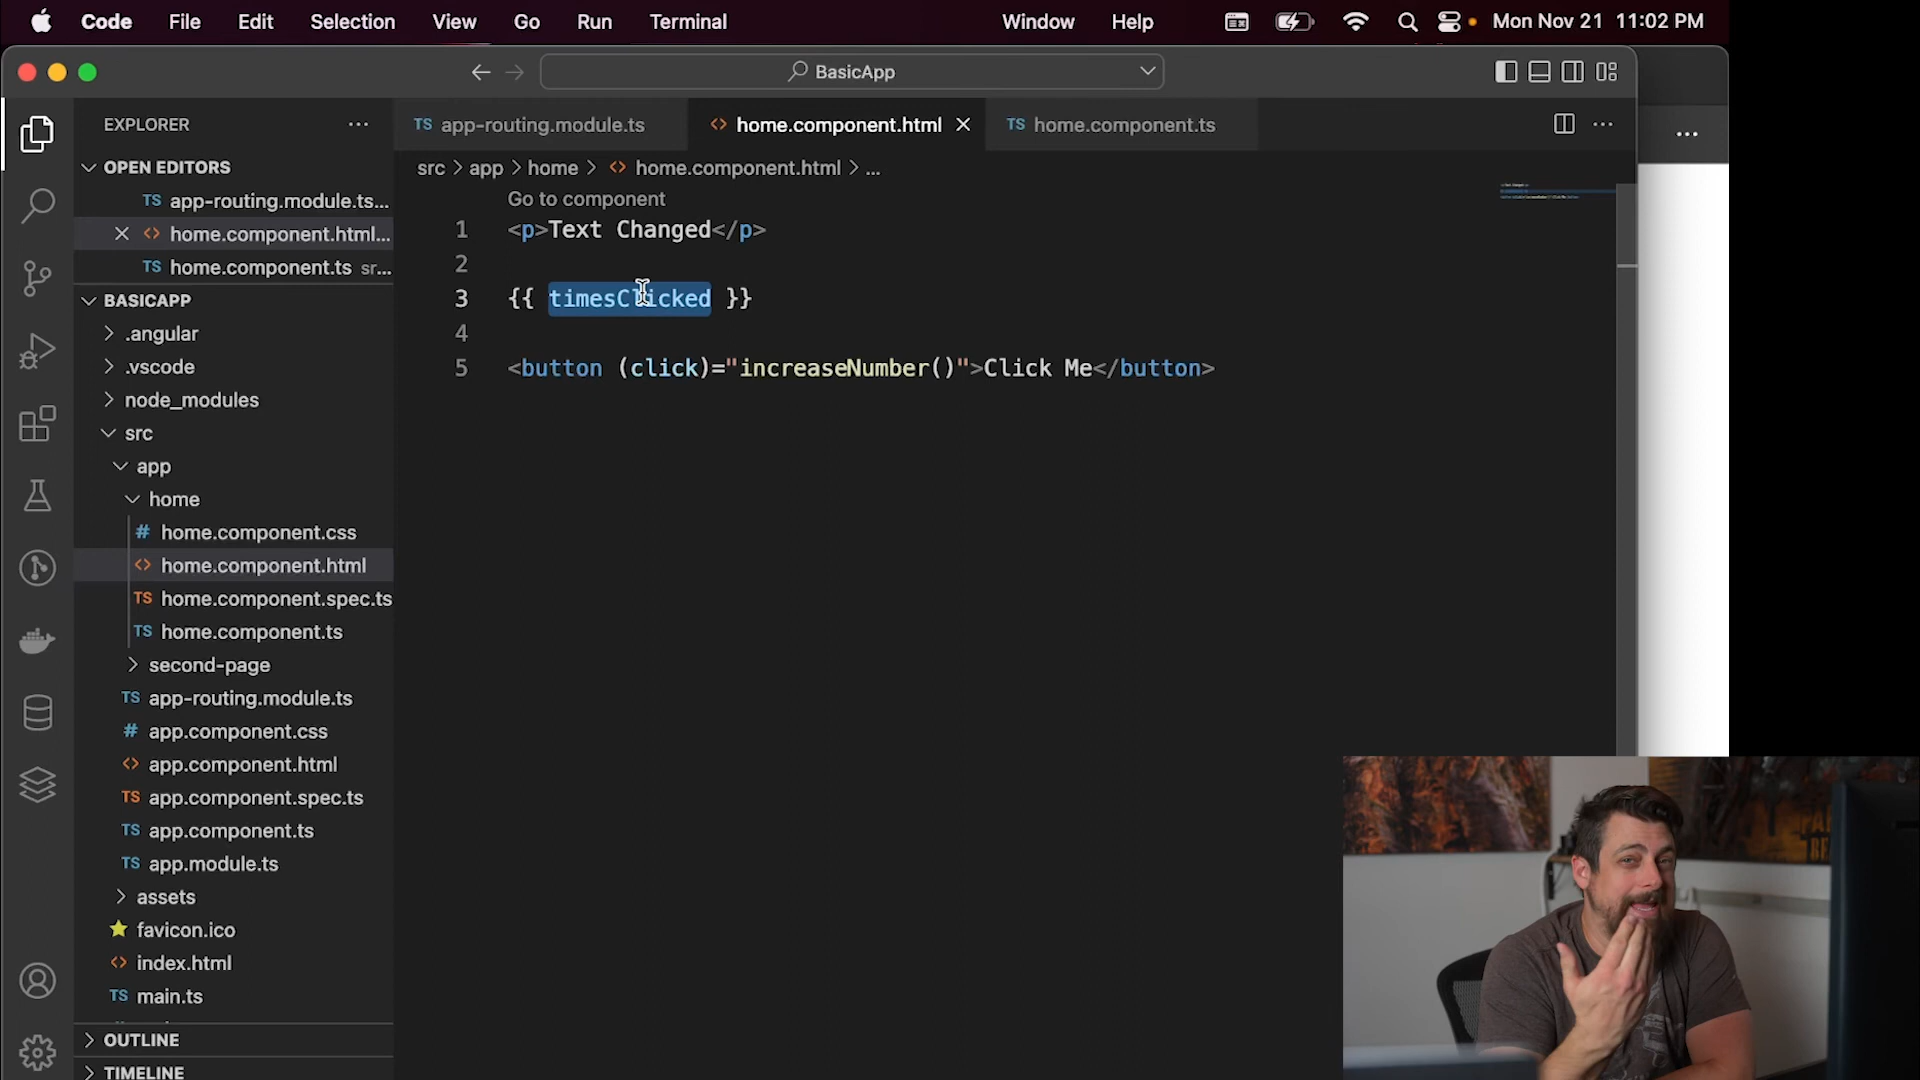 Code File Edit Selection View Go Run Terminal Window Help Mon Nov 21 11:02 PM
BasicApp
EXPLORER
OPEN EDITORS
TS app-routing.module.ts...
home.component.html...
TS home.component.ts sr...
BASICAPP
.angular
.vscode
node_modules
src
app
home
# home.component.css
<> home.component.html
TS home.component.spec.ts
TS home.component.ts
second-page
TS app-routing.module.ts
# app.component.css
<> app.component.html
TS app.component.spec.ts
TS app.component.ts
TS app.module.ts
assets
favicon.ico
<> index.html
TS main.ts
OUTLINE
TIMELINE
TS app-routing.module.ts
<> home.component.html
TS home.component.ts
src > app > home > <> home.component.html > ...
Go to component
1 <p>Text Changed</p>
2
3 {{ timesClicked }}
4
5 <button (click)="increaseNumber()">Click Me</button>